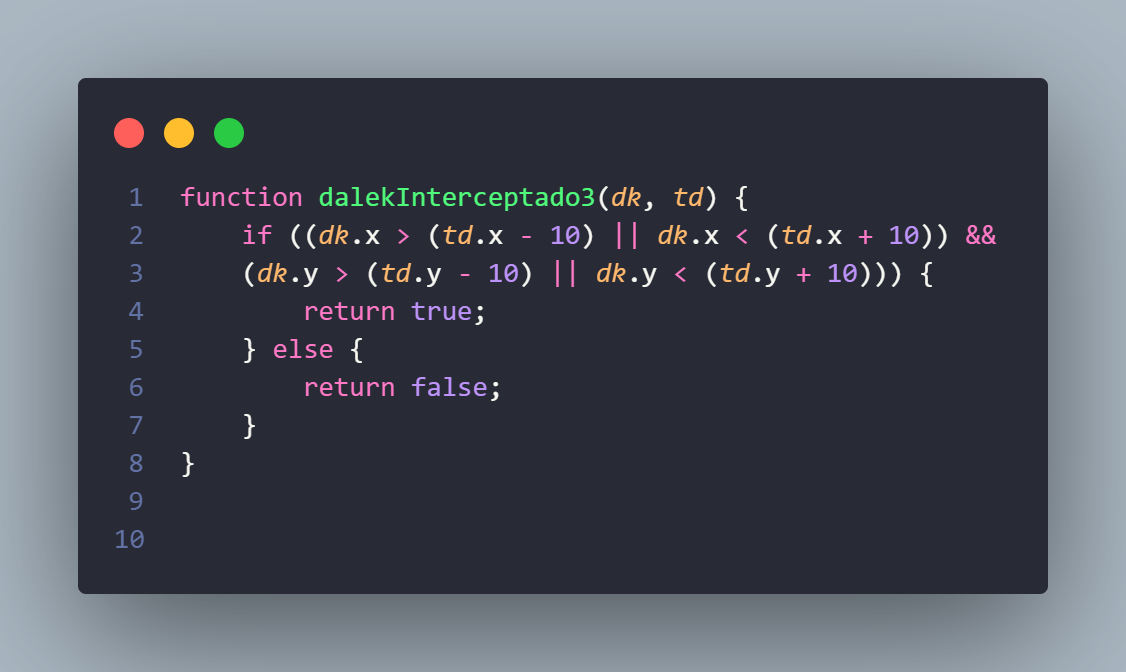 1 function dalekInterceptado3(dk, td) {
2     if ((dk.x > (td.x - 10) || dk.x < (td.x + 10)) &&
3     (dk.y > (td.y - 10) || dk.y < (td.y + 10))) {
4         return true;
5     } else {
6         return false;
7     }
8 }
9
10